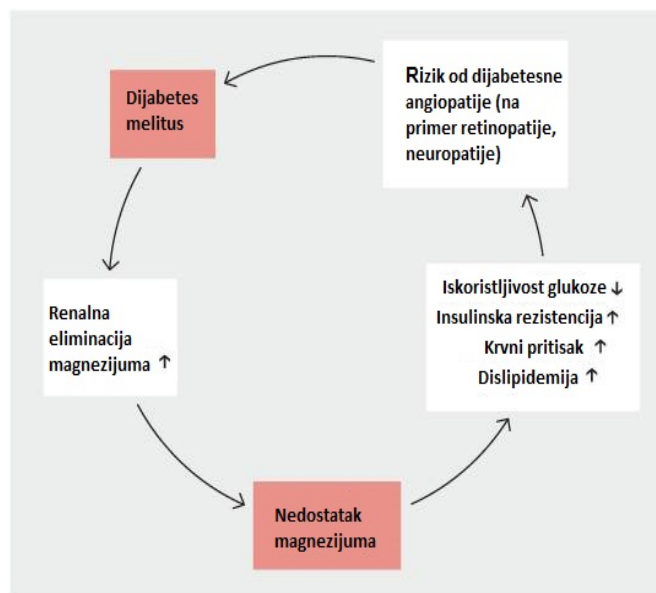 Dijabetes
melitus
Rizik od dijabetesne
angiopatije (na
primer retinopatije,
neuropatije)
Renalna
eliminacija
magnezijuma ↑
Iskoristljivost glukoze ↓
Insulinska rezistencija ↑
Krvni pritisak ↑
Dislipidemija ↑
Nedostatak
magnezijuma